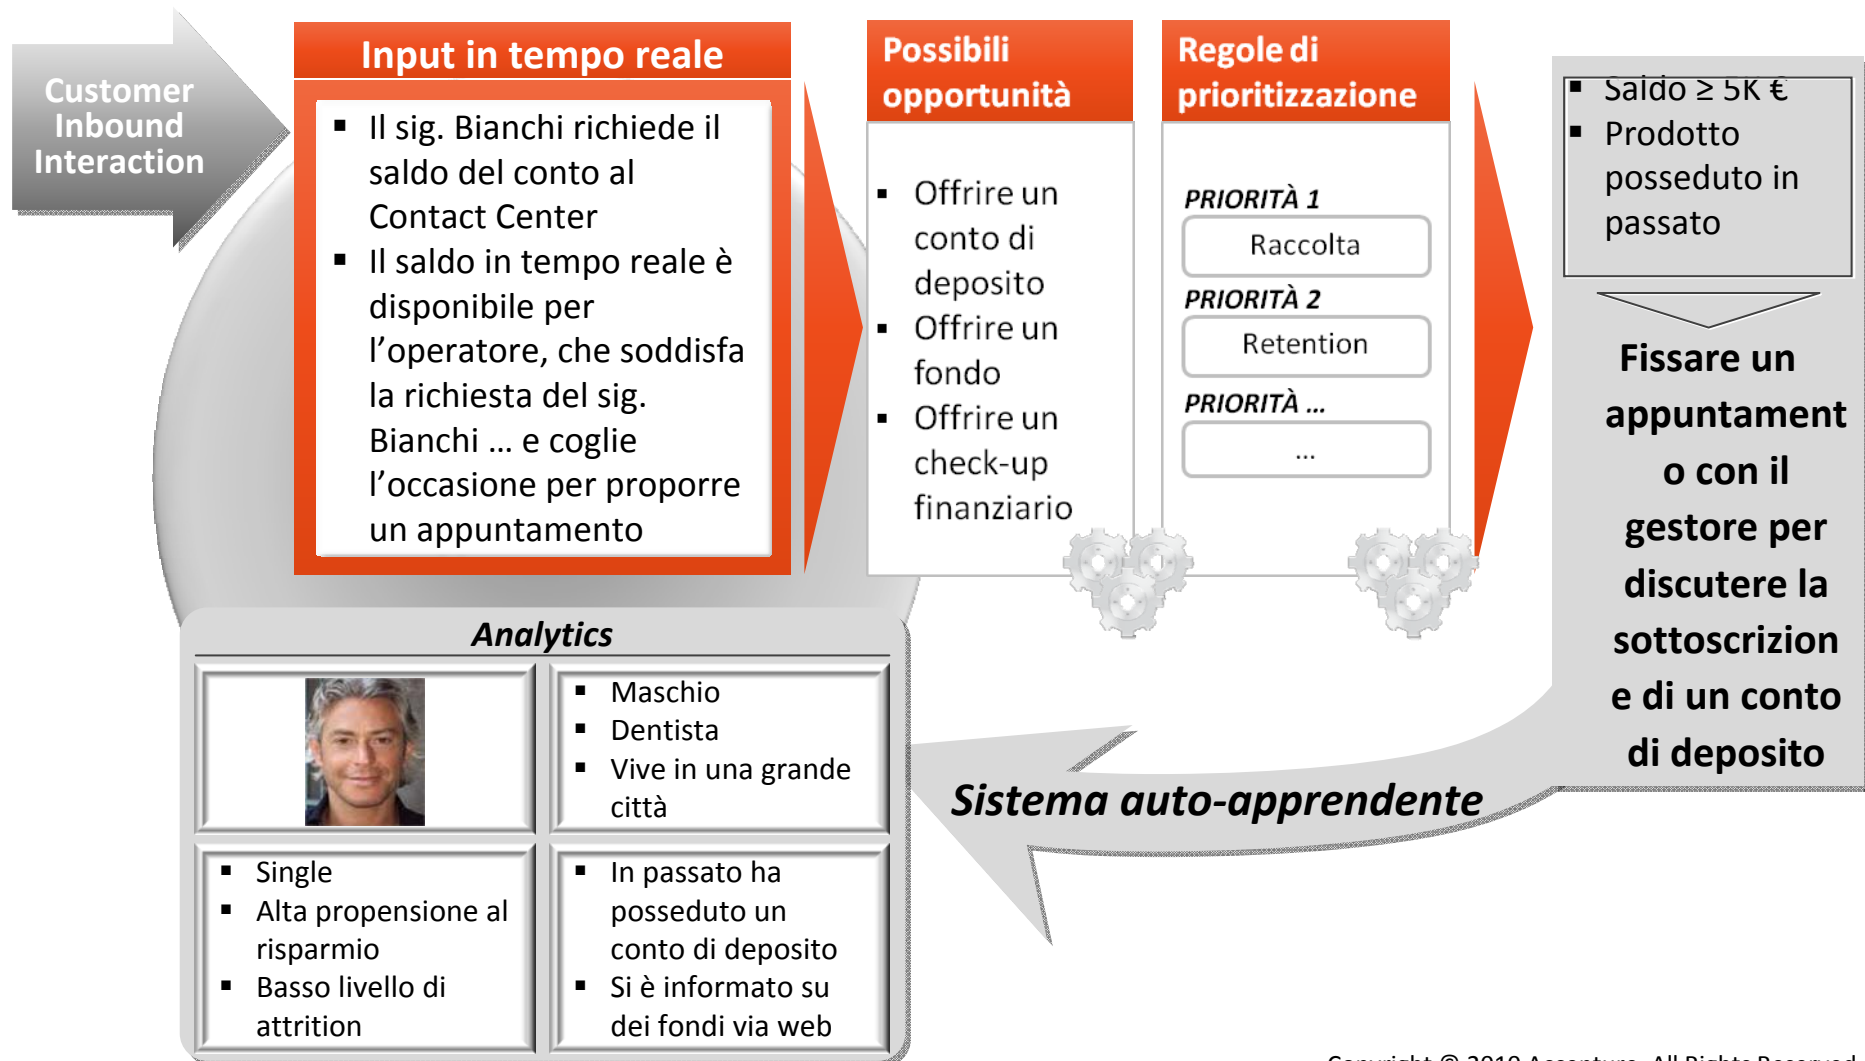 Customer
Inbound
Interaction
Input in tempo reale
▪ Il sig. Bianchi richiede il
saldo del conto al
Contact Center
▪ Il saldo in tempo reale è
disponibile per
l’operatore, che soddisfa
la richiesta del sig.
Bianchi … e coglie
l’occasione per proporre
un appuntamento
Possibili
opportunità
▪ Offrire un
conto di
deposito
▪ Offrire un
fondo
▪ Offrire un
check-up
finanziario
Regole di
prioritizzazione
PRIORITÀ 1
Raccolta
PRIORITÀ 2
Retention
PRIORITÀ ...
...
▪ Saldo ≥ 5K €
▪ Prodotto
posseduto in
passato
Fissare un
appuntament
o con il
gestore per
discutere la
sottoscrizion
e di un conto
di deposito
Analytics
▪ Maschio
▪ Dentista
▪ Vive in una grande
città
▪ Single
▪ Alta propensione al
risparmio
▪ Basso livello di
attrition
▪ In passato ha
posseduto un
conto di deposito
▪ Si è informato su
dei fondi via web
Sistema auto-apprendente
Copyright © 2010 Accenture All Rights Reserved